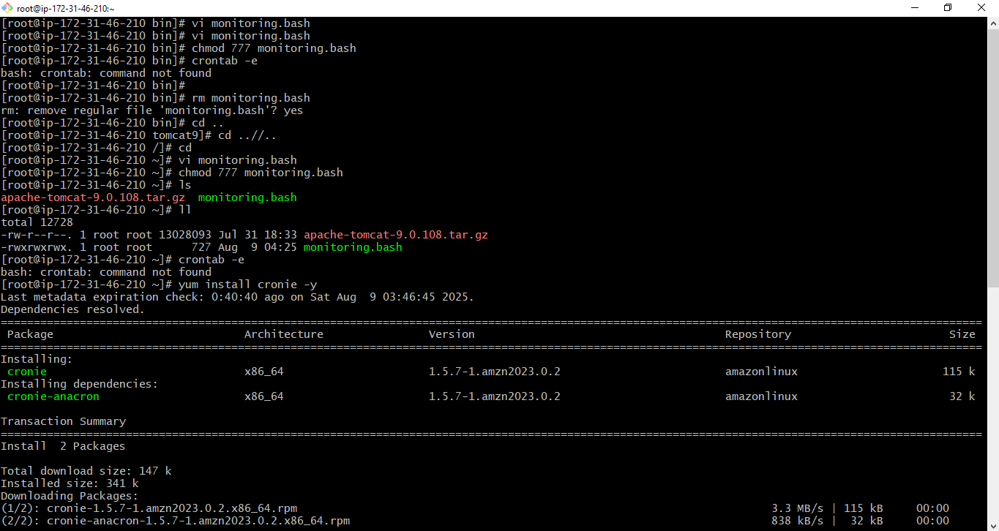 root@ip-172-31-46-210:~
[root@ip-172-31-46-210 bin]# vi monitoring.bash
[root@ip-172-31-46-210 bin]# vi monitoring.bash
[root@ip-172-31-46-210 bin]# chmod 777 monitoring.bash
[root@ip-172-31-46-210 bin]# crontab -e
bash: crontab: command not found
[root@ip-172-31-46-210 bin]#
[root@ip-172-31-46-210 bin]# rm monitoring.bash
rm: remove regular file 'monitoring.bash'? yes
[root@ip-172-31-46-210 bin]# cd ..
[root@ip-172-31-46-210 tomcat9]# cd ..//..
[root@ip-172-31-46-210 /]# cd
[root@ip-172-31-46-210 ~]# vi monitoring.bash
[root@ip-172-31-46-210 ~]# chmod 777 monitoring.bash
[root@ip-172-31-46-210 ~]# ls
apache-tomcat-9.0.108.tar.gz  monitoring.bash
[root@ip-172-31-46-210 ~]# ll
total 12728
-rw-r--r--. 1 root root 13028093 Jul 31 18:33 apache-tomcat-9.0.108.tar.gz
-rwxrwxrwx. 1 root root      727 Aug  9 04:25 monitoring.bash
[root@ip-172-31-46-210 ~]# crontab -e
bash: crontab: command not found
[root@ip-172-31-46-210 ~]# yum install cronie -y
Last metadata expiration check: 0:40:40 ago on Sat Aug  9 03:46:45 2025.
Dependencies resolved.
================================================================================
Package Architecture Version Repository Size
================================================================================
Installing:
cronie x86_64 1.5.7-1.amzn2023.0.2 amazonlinux 115 k
Installing dependencies:
cronie-anacron x86_64 1.5.7-1.amzn2023.0.2 amazonlinux 32 k
Transaction Summary
================================================================================
Install  2 Packages
Total download size: 147 k
Installed size: 341 k
Downloading Packages:
(1/2): cronie-1.5.7-1.amzn2023.0.2.x86_64.rpm 3.3 MB/s | 115 kB 00:00
(2/2): cronie-anacron-1.5.7-1.amzn2023.0.2.x86_64.rpm 838 kB/s |  32 kB 00:00